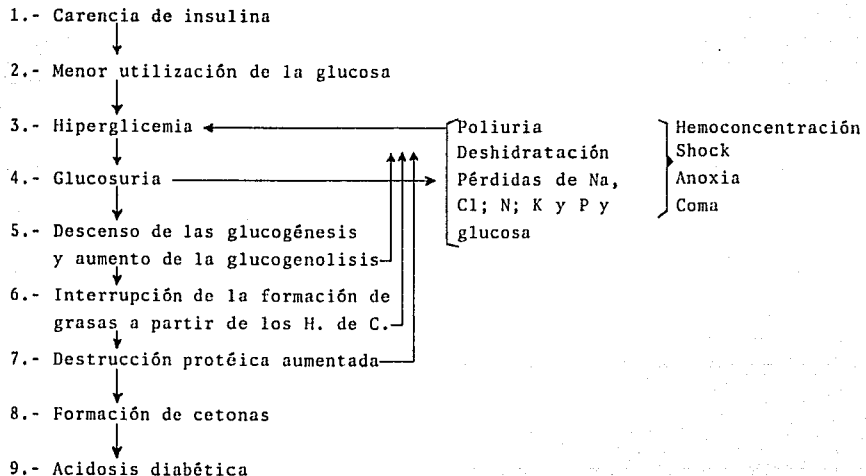 1.- Carencia de insulina
2.- Menor utilización de la glucosa
3.- Hiperglicemia
4.- Glucosuria
5.- Descenso de las glucogénesis
y aumento de la glucogenolisis
6.- Interrupción de la formación de
grasas a partir de los H. de C.
7.- Destrucción protéica aumentada
8.- Formación de cetonas
9.- Acidosis diabética
Poliuria
Deshidratación
Pérdidas de Na,
Cl; N; K y P y
glucosa
Hemoconcentración
Shock
Anoxia
Coma